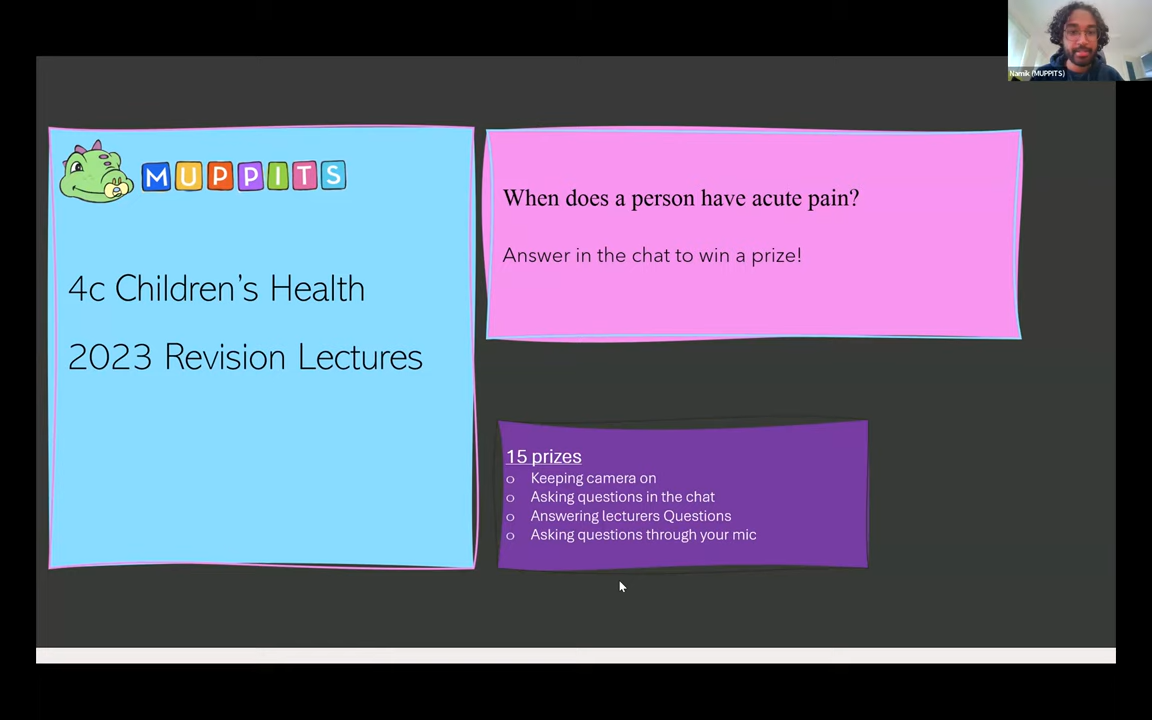 MUPPITS
4c Children's Health
2023 Revision Lectures
When does a person have acute pain?
Answer in the chat to win a prize!
15 prizes
o Keeping camera on
o Asking questions in the chat
o Answering lecturers Questions
o Asking questions through your mic
Namik (MUPPITS)